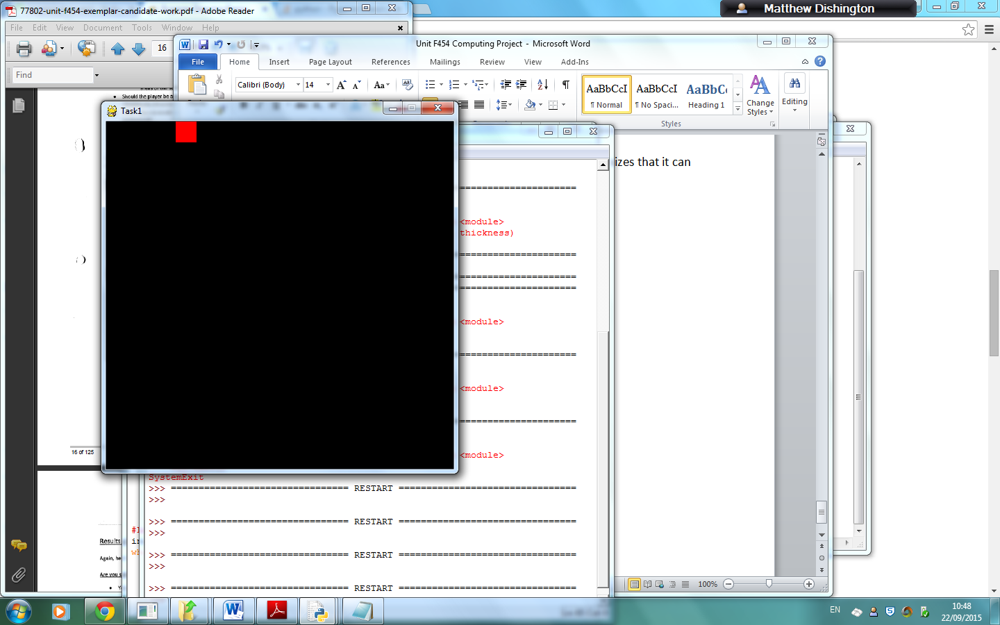 77802-unit-f454-exemplar-candidate-work.pdf - Adobe Reader
Matthew Dishington
File Edit View Document Tools Window Help
16
Find
Unit F454 Computing Project - Microsoft Word
File Home Insert Page Layout References Mailings Review View Add-Ins
Calibri (Body) 14
Aa
AaBbCcI AaBbCcI AaBbCc
¶ Normal ¶ No Spaci... Heading 1
Change Styles
Editing
Styles
Should the player be a
Task1
izes that it can
======================
<module>
thickness)
======================
======================
======================
<module>
======================
<module>
======================
<module>
SystemExit
>>> ================================ RESTART ================================
>>>
>>> ================================ RESTART ================================
>>>
>>> ================================ RESTART ================================
>>>
>>> ================================ RESTART ================================
16 of 125
Results
Again, he
Are you s
100%
EN
10:48
22/09/2015